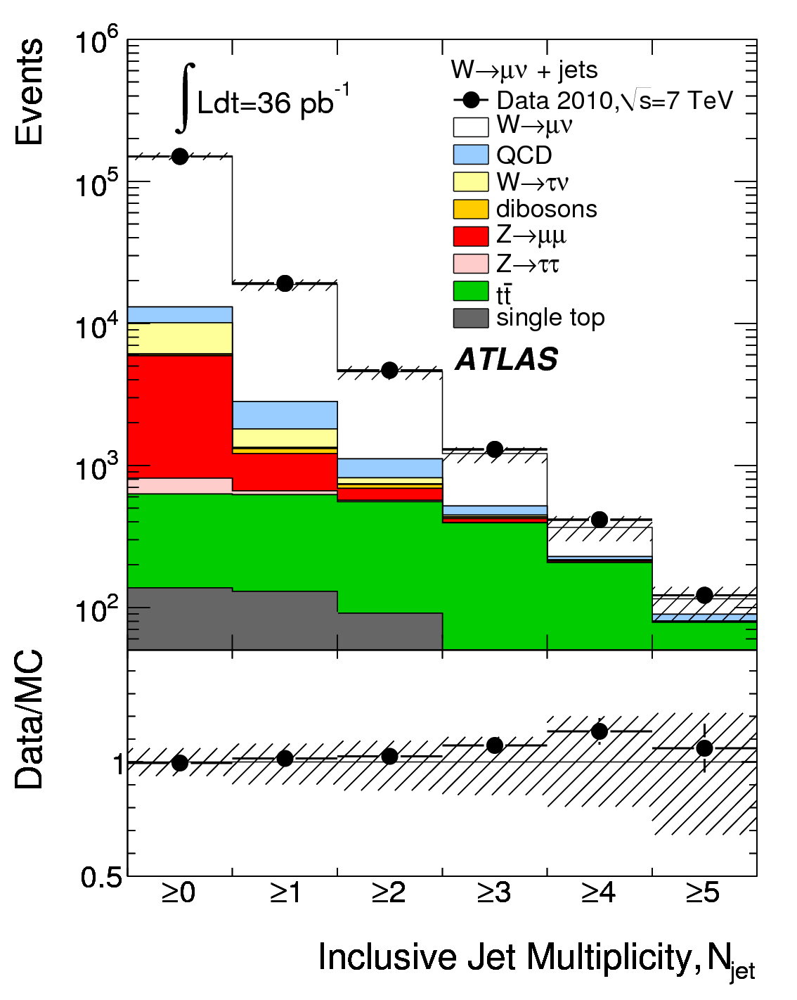 Events
10⁶
10⁵
10⁴
10³
10²
∫Ldt=36 pb⁻¹
W→μν + jets
Data 2010,√s=7 TeV
W→μν
QCD
W→τν
dibosons
Z→μμ
Z→ττ
tt̄
single top
ATLAS
Data/MC
1
0.5
≥0 ≥1 ≥2 ≥3 ≥4 ≥5
Inclusive Jet Multiplicity, N_jet